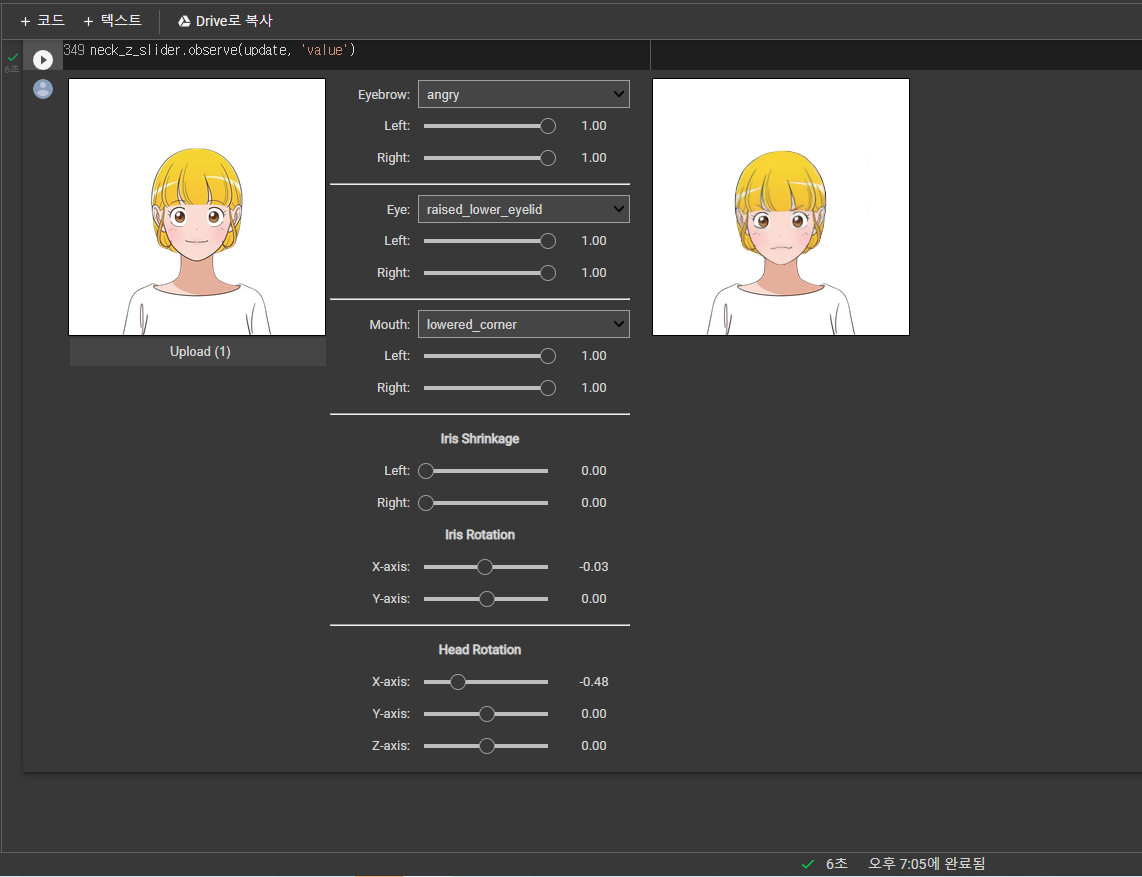 + 코드 + 텍스트 Drive로 복사
6초
349 neck_z_slider.observe(update, 'value')
Upload (1)
Eyebrow: angry
Left: 1.00
Right: 1.00
Eye: raised_lower_eyelid
Left: 1.00
Right: 1.00
Mouth: lowered_corner
Left: 1.00
Right: 1.00
Iris Shrinkage
Left: 0.00
Right: 0.00
Iris Rotation
X-axis: -0.03
Y-axis: 0.00
Head Rotation
X-axis: -0.48
Y-axis: 0.00
Z-axis: 0.00
6초 오후 7:05에 완료됨